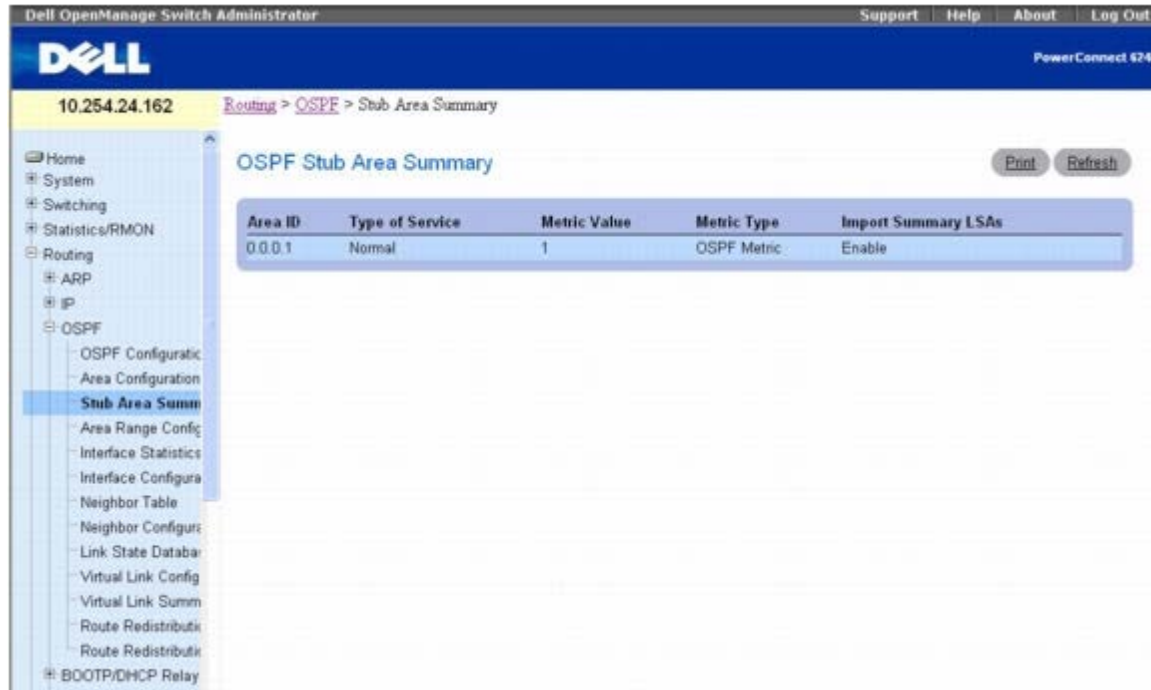 Dell OpenManage Switch Administrator
Support Help About Log Out
DELL
PowerConnect 624
10.254.24.162
Routing > OSPF > Stub Area Summary
Home
System
Switching
Statistics/RMON
Routing
ARP
IP
OSPF
OSPF Configuratic
Area Configuration
Stub Area Summ
Area Range Config
Interface Statistics
Interface Configura
Neighbor Table
Neighbor Configura
Link State Databa
Virtual Link Config
Virtual Link Summ
Route Redistributic
Route Redistributic
BOOTP/DHCP Relay
OSPF Stub Area Summary
Print Refresh
Area ID Type of Service Metric Value Metric Type Import Summary LSAs
0.0.0.1 Normal 1 OSPF Metric Enable